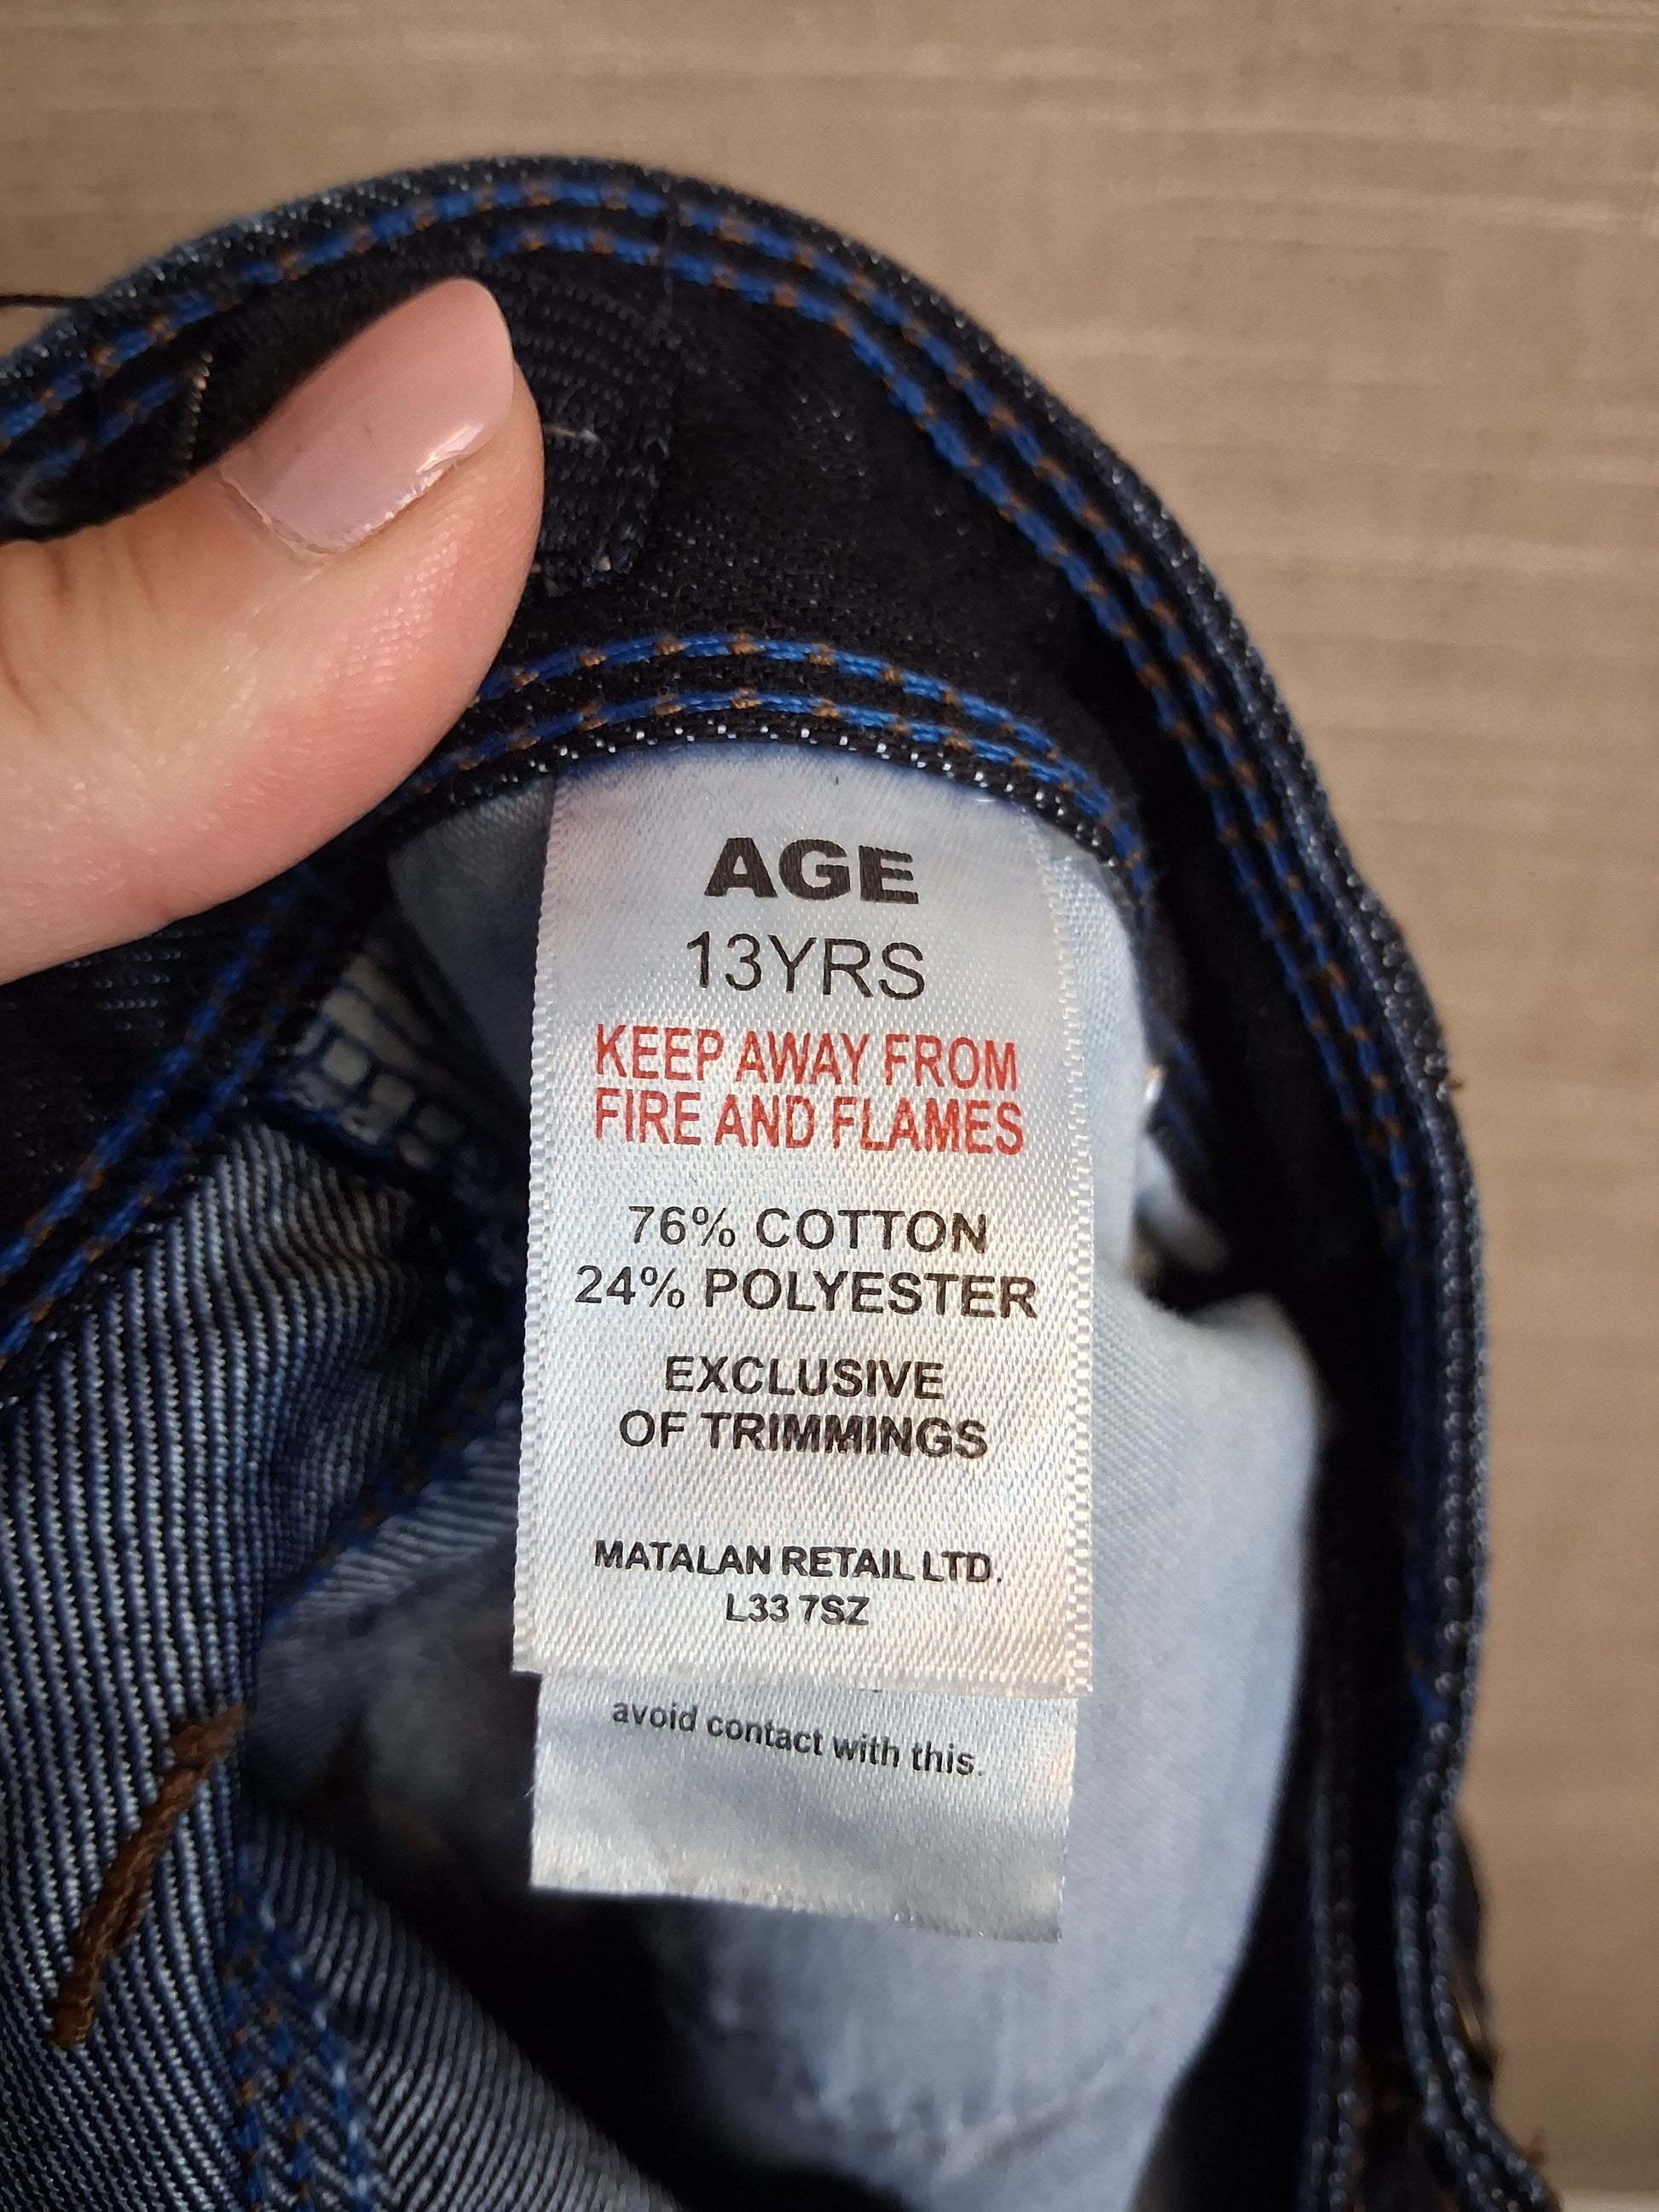 AGE
13YRS
KEEP AWAY FROM
FIRE AND FLAMES
76% COTTON
24% POLYESTER
EXCLUSIVE
OF TRIMMINGS
MATALAN RETAIL LTD.
L33 7SZ
avoid contact with this.